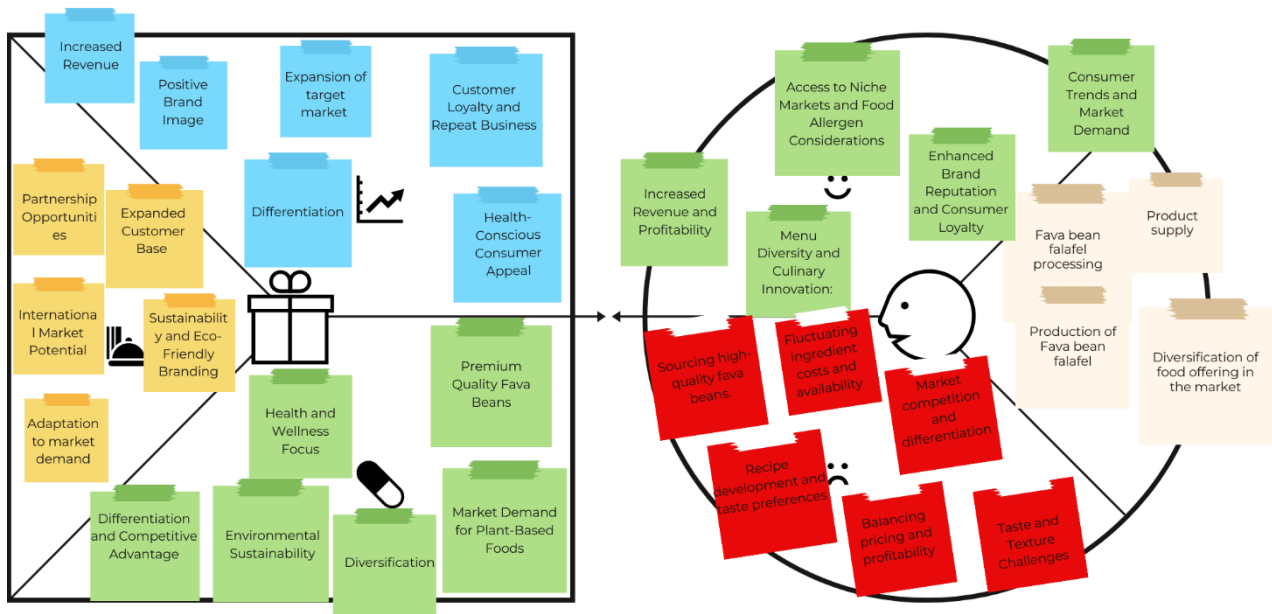 Increased
Revenue
Positive
Brand
Image
Expansion of
target
market
Customer
Loyalty and
Repeat Business
Differentiation
Health-
Conscious
Consumer
Appeal
Partnership
Opportuniti
es
Expanded
Customer
Base
Internationa
l Market
Potential
Sustainabilit
y and Eco-
Friendly
Branding
Adaptation
to market
demand
Premium
Quality Fava
Beans
Health and
Wellness
Focus
Differentiation
and Competitive
Advantage
Environmental
Sustainability
Diversification
Market Demand
for Plant-Based
Foods
Access to Niche
Markets and Food
Allergen
Considerations
Consumer
Trends and
Market
Demand
Increased
Revenue and
Profitability
Enhanced
Brand
Reputation
and Consumer
Loyalty
Menu
Diversity and
Culinary
Innovation:
Product
supply
Fava bean
falafel
processing
Production of
Fava bean
falafel
Diversification of
food offering in
the market
Sourcing high-
quality fava
beans.
Fluctuating
ingredient
costs and
availability
Market
competition
and
differentiation
Recipe
development and
taste preferences
Balancing
pricing and
profitability
Taste and
Texture
Challenges